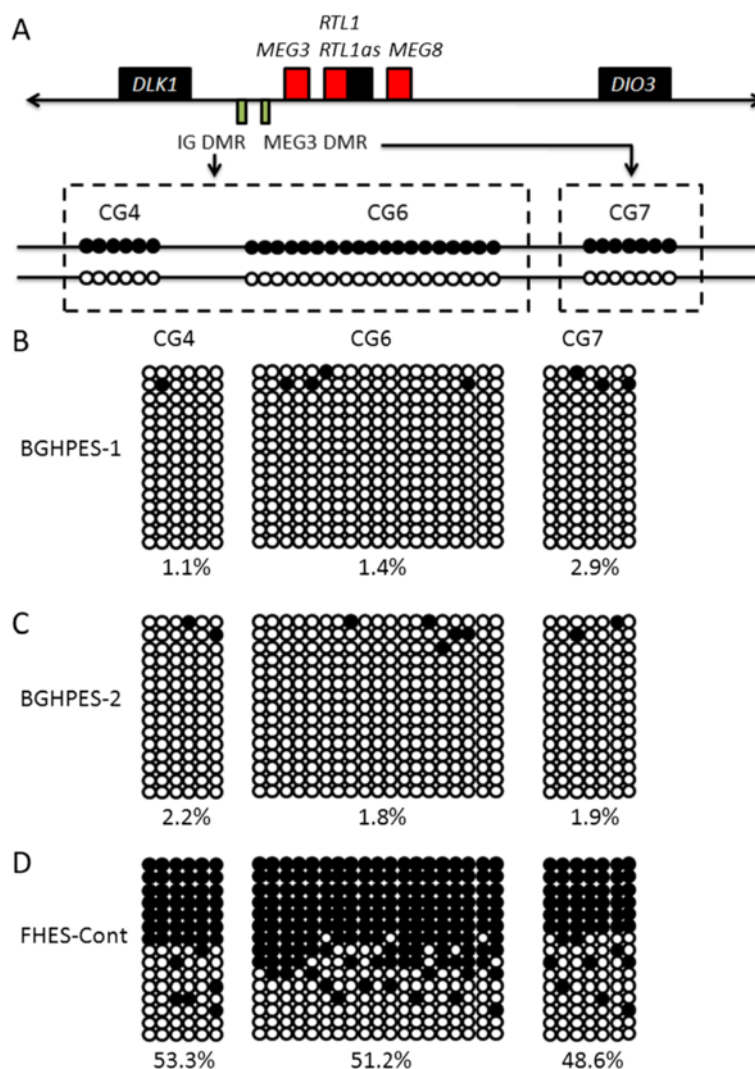 A
RTL1
MEG3 RTL1as MEG8
DLK1 DIO3
IG DMR MEG3 DMR
CG4 CG6 CG7
B CG4 CG6 CG7
BGHPES-1
1.1% 1.4% 2.9%
C
BGHPES-2
2.2% 1.8% 1.9%
D
FHES-Cont
53.3% 51.2% 48.6%